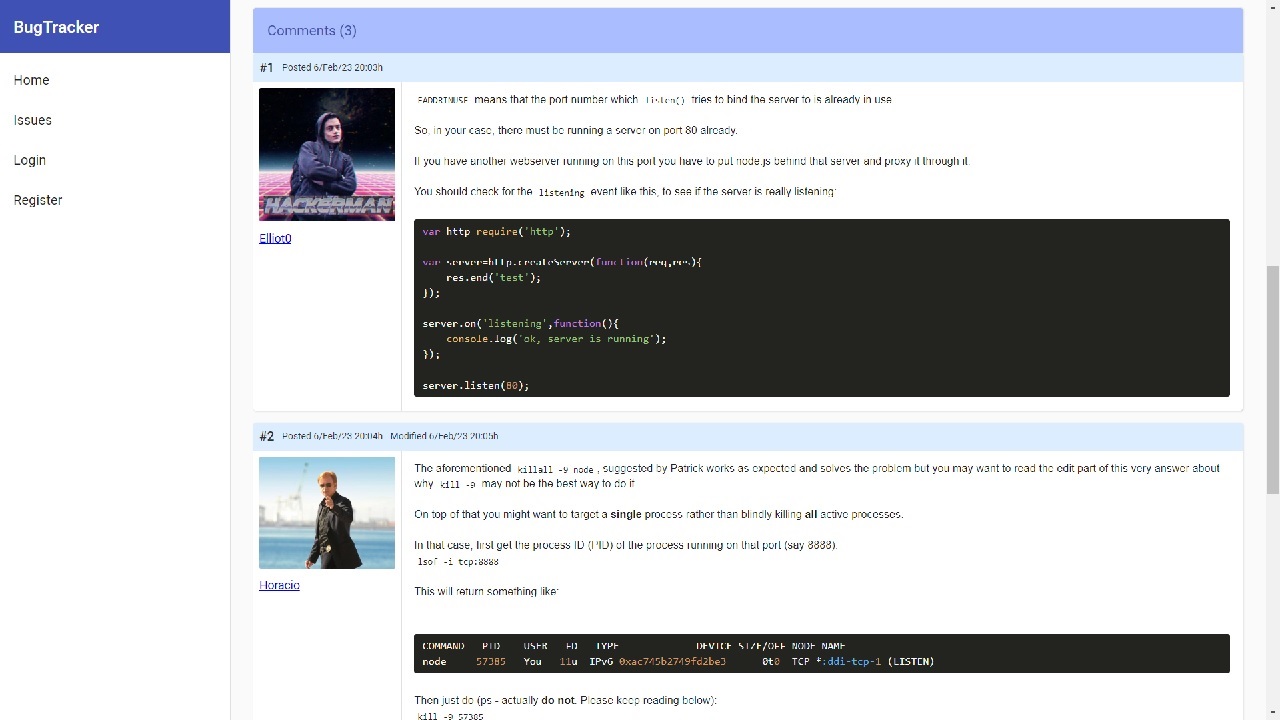 BugTracker
Home
Issues
Login
Register
Comments (3)
#1 Posted 6/Feb/23 20:03h
HACKERMAN
Elliot0
EADDRINUSE means that the port number which listen() tries to bind the server to is already in use.
So, in your case, there must be running a server on port 80 already.
If you have another webserver running on this port you have to put node.js behind that server and proxy it through it.
You should check for the listening event like this, to see if the server is really listening:
var http=require('http');
var server=http.createServer(function(req,res){
res.end('test');
});
server.on('listening',function(){
console.log('ok, server is running');
});
server.listen(80);
#2 Posted 6/Feb/23 20:04h Modified 6/Feb/23 20:05h
Horacio
The aforementioned killall -9 node, suggested by Patrick works as expected and solves the problem but you may want to read the edit part of this very answer about
why kill -9 may not be the best way to do it.
On top of that you might want to target a single process rather than blindly killing all active processes.
In that case, first get the process ID (PID) of the process running on that port (say 8888):
lsof -i tcp:8888
This will return something like:
COMMAND PID USER FD TYPE DEVICE SIZE/OFF NODE NAME
node 57385 You 11u IPv6 0xac745b2749fd2be3 0t0 TCP *:ddi-tcp-1 (LISTEN)
Then just do (ps - actually do not. Please keep reading below):
kill -9 57385